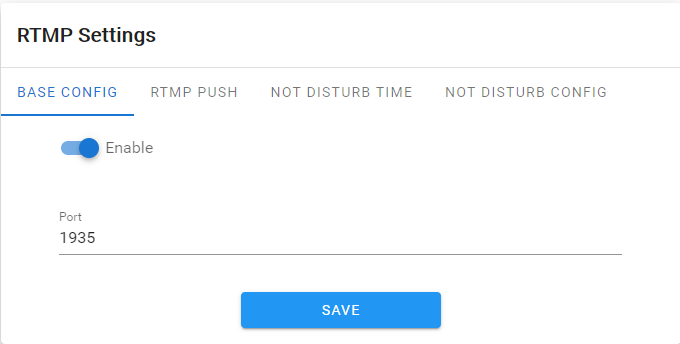 RTMP Settings
BASE CONFIG RTMP PUSH NOT DISTURB TIME NOT DISTURB CONFIG
Enable
Port
1935
SAVE